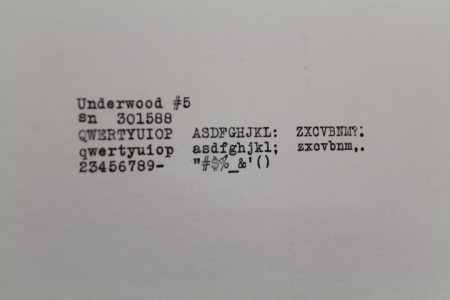 Underwood #5
sn 301588
QWERTYUIOP ASDFGHJKL: ZXCVBNM?.
qwertyuiop asdfghjkl; zxcvbnm,.
23456789- "#$%_&'()